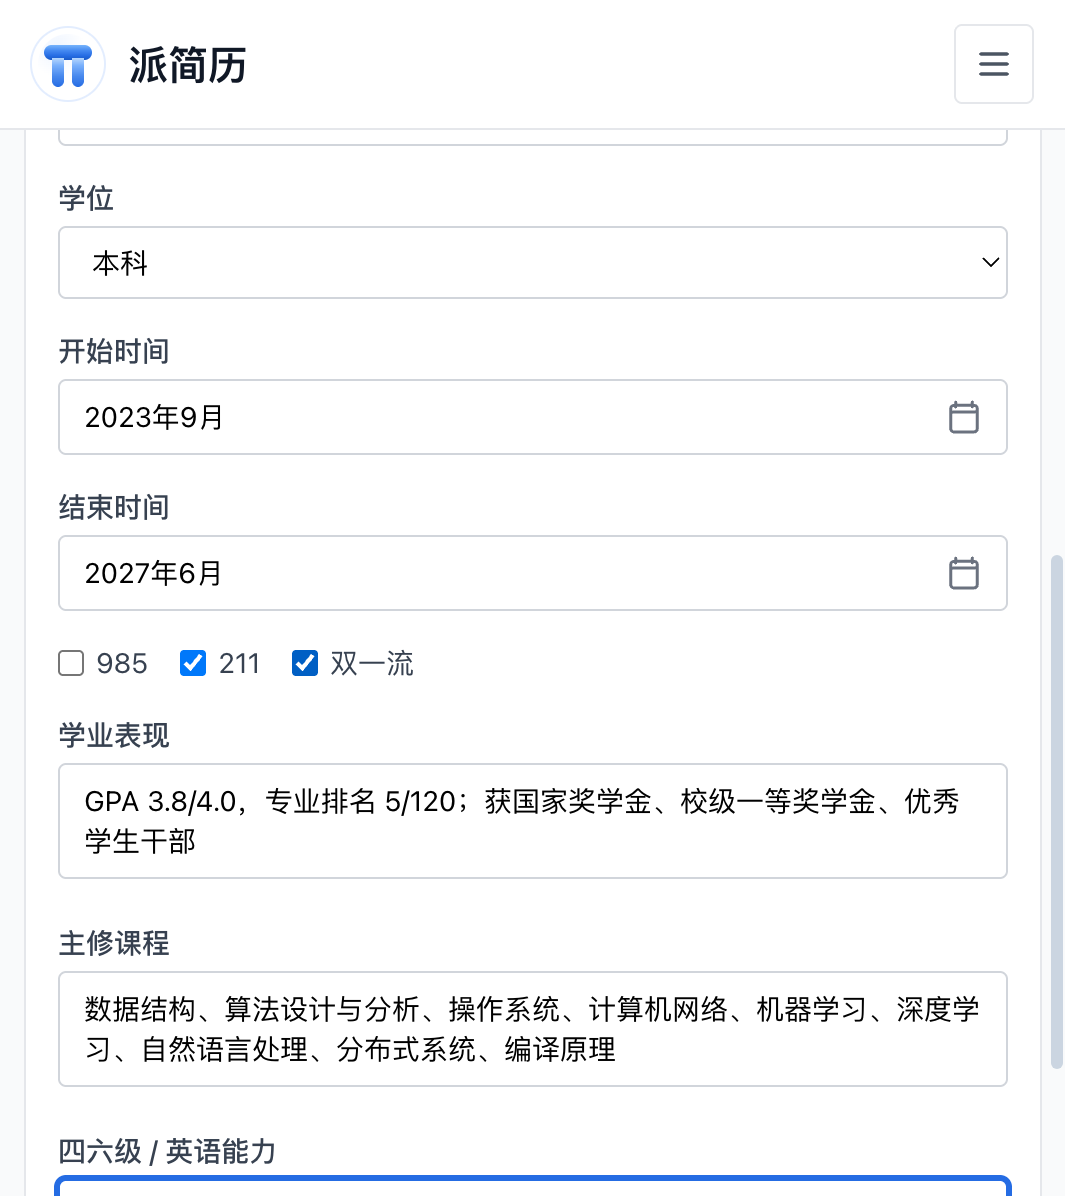 派简历
学位
本科
开始时间
2023年9月
结束时间
2027年6月
985 211 双一流
学业表现
GPA 3.8/4.0，专业排名 5/120；获国家奖学金、校级一等奖学金、优秀
学生干部
主修课程
数据结构、算法设计与分析、操作系统、计算机网络、机器学习、深度学
习、自然语言处理、分布式系统、编译原理
四六级 / 英语能力